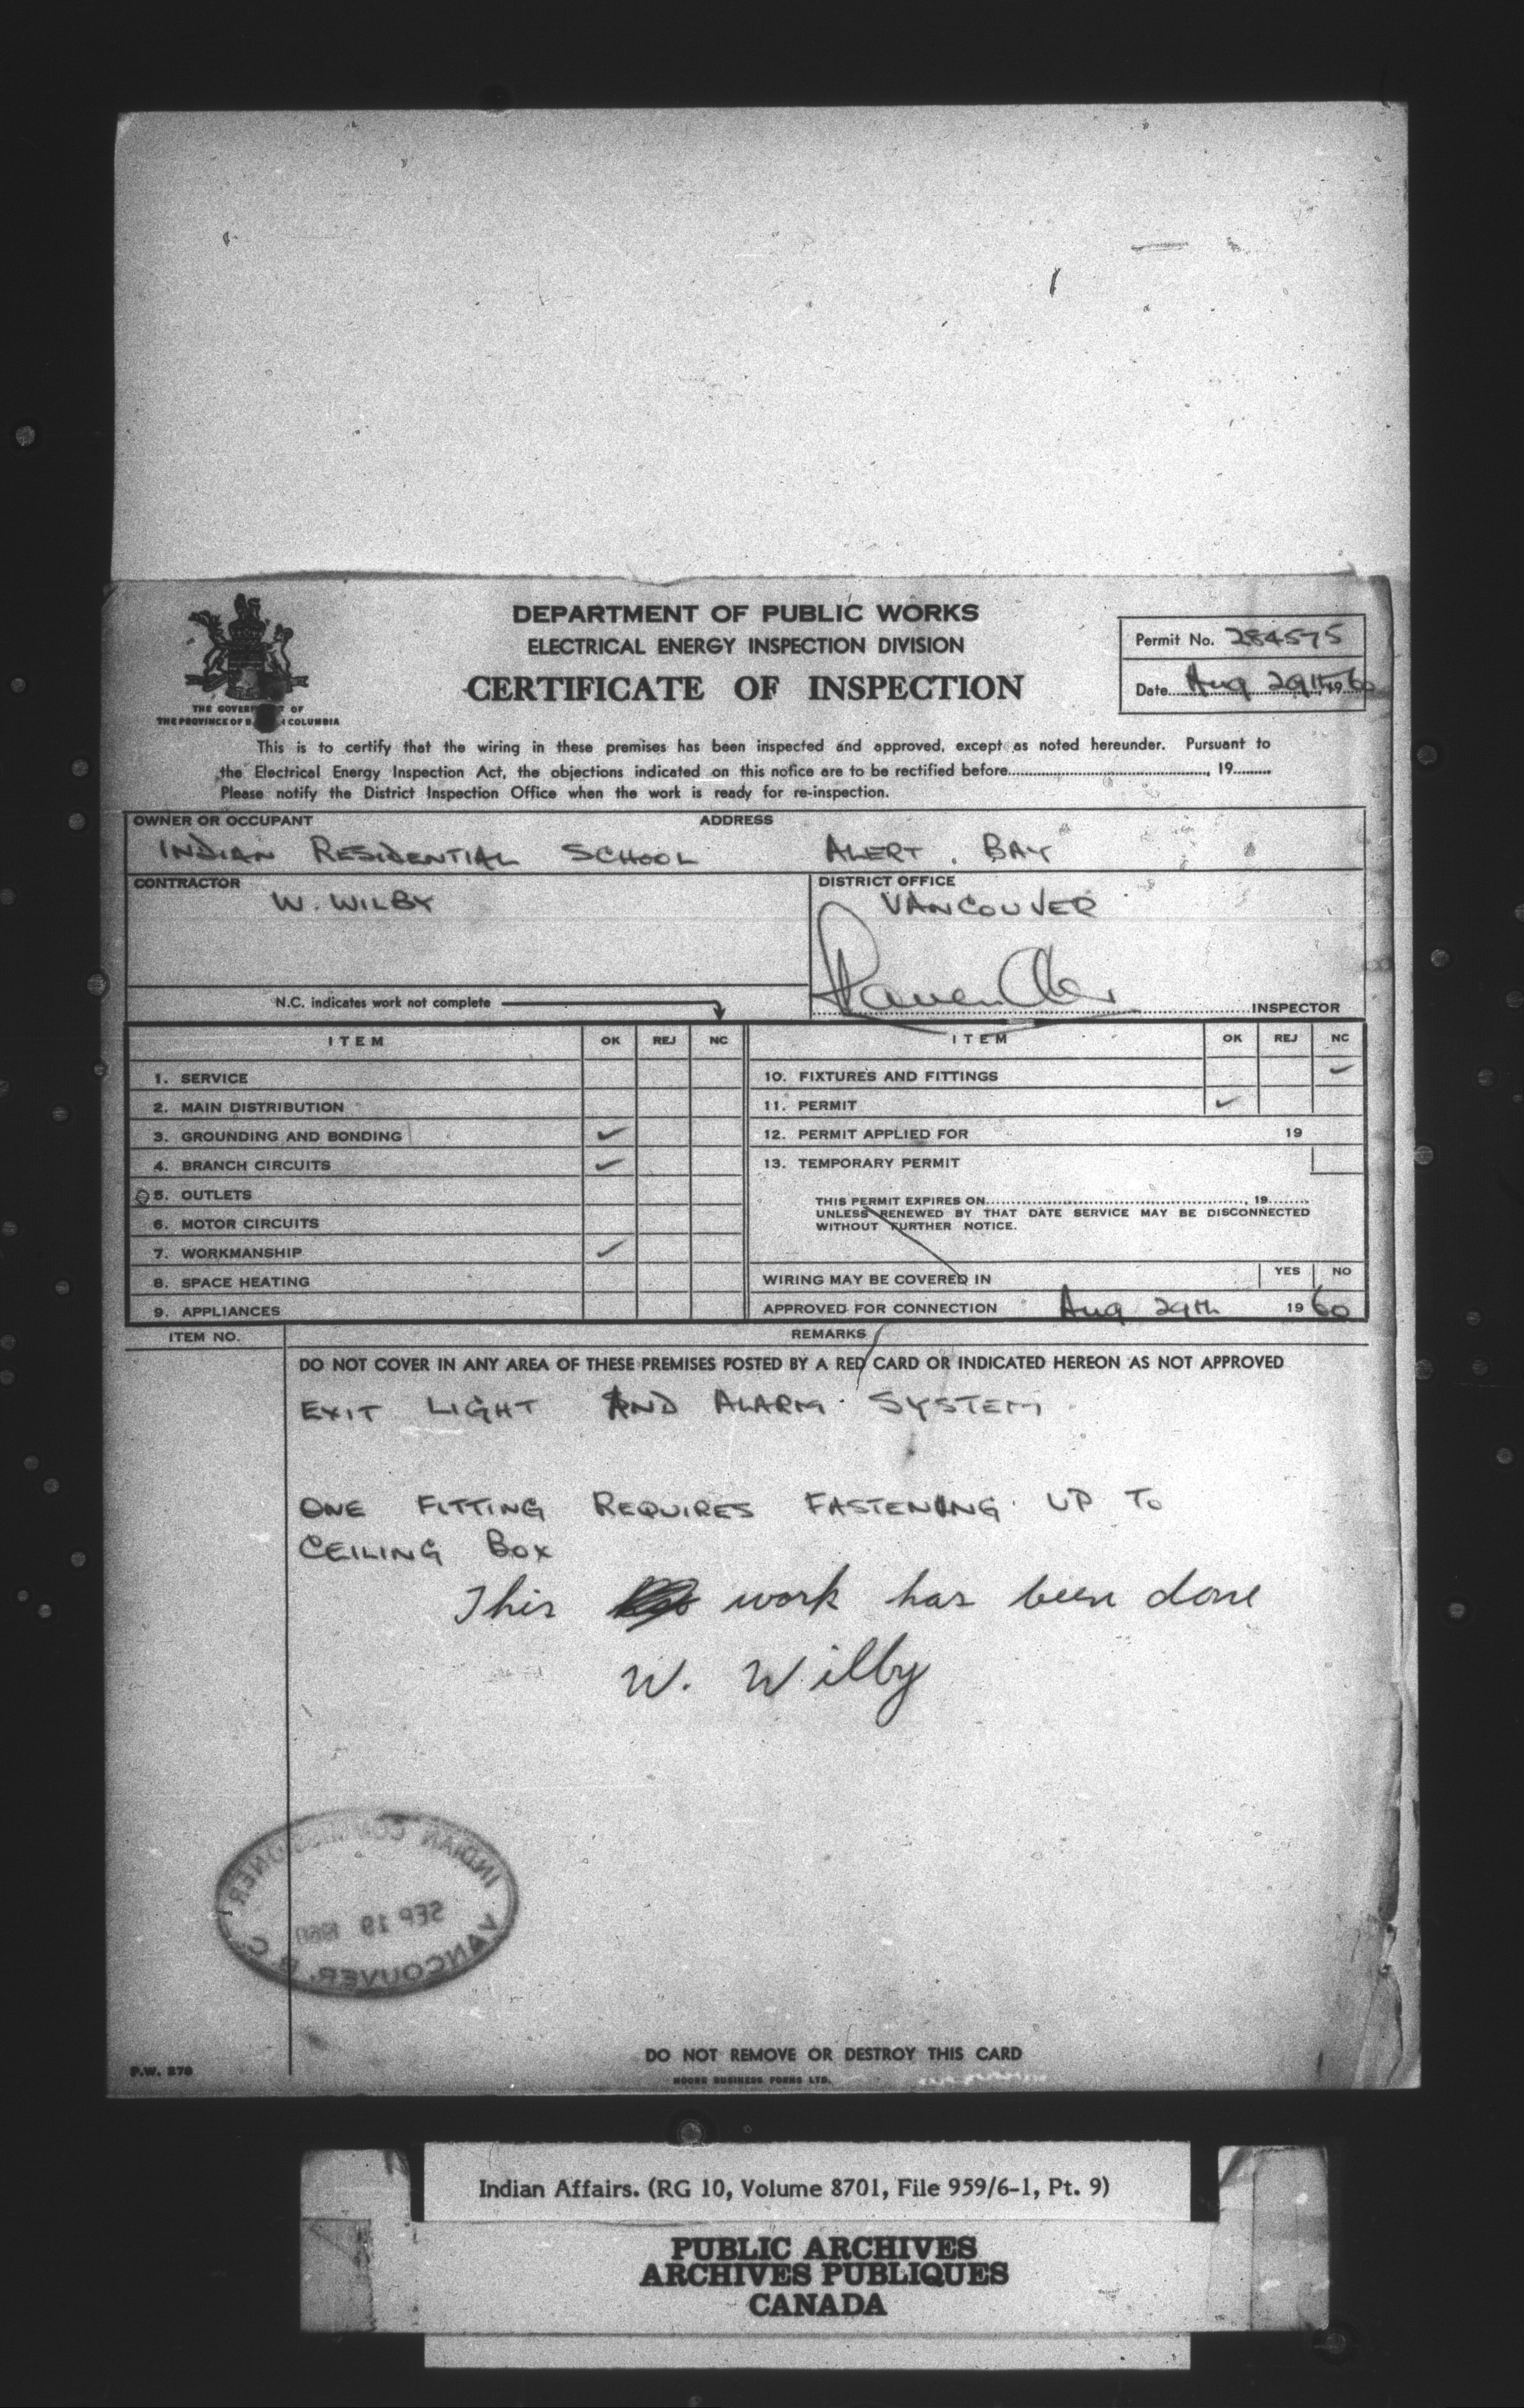 DEPARTMENT OF PUBLIC WORKS
ELECTRICAL ENERGY INSPECTION DIVISION
CERTIFICATE OF INSPECTION
THE GOVERNMENT OF
THE PROVINCE OF BRITISH COLUMBIA
Permit No. 284575
Date Aug 29th 1960
This is to certify that the wiring in these premises has been inspected and approved, except as noted hereunder. Pursuant to
the Electrical Energy Inspection Act, the objections indicated on this notice are to be rectified before........, 19........
Please notify the District Inspection Office when the work is ready for re-inspection.
OWNER OR OCCUPANT ADDRESS
INDIAN RESIDENTIAL SCHOOL ALERT BAY
CONTRACTOR DISTRICT OFFICE
W. WILBY VANCOUVER
N.C. indicates work not complete
INSPECTOR
ITEM OK REJ NC ITEM OK REJ NC
1. SERVICE 10. FIXTURES AND FITTINGS ✓
2. MAIN DISTRIBUTION 11. PERMIT ✓
3. GROUNDING AND BONDING ✓ 12. PERMIT APPLIED FOR 19
4. BRANCH CIRCUITS ✓ 13. TEMPORARY PERMIT
5. OUTLETS THIS PERMIT EXPIRES ON........, 19........
UNLESS RENEWED BY THAT DATE SERVICE MAY BE DISCONNECTED
WITHOUT FURTHER NOTICE.
6. MOTOR CIRCUITS
7. WORKMANSHIP ✓
8. SPACE HEATING WIRING MAY BE COVERED IN YES NO
9. APPLIANCES APPROVED FOR CONNECTION Aug 29th 1960
ITEM NO. REMARKS
DO NOT COVER IN ANY AREA OF THESE PREMISES POSTED BY A RED CARD OR INDICATED HEREON AS NOT APPROVED
EXIT LIGHT AND ALARM SYSTEM
ONE FITTING REQUIRES FASTENING UP TO
CEILING BOX
This work has been done
W. Wilby
INDIAN COMMISSIONER
SEP 19 1960
VANCOUVER, B.C.
DO NOT REMOVE OR DESTROY THIS CARD
P.W. 870
MOORE BUSINESS FORMS LTD.
Indian Affairs. (RG 10, Volume 8701, File 959/6-1, Pt. 9)
PUBLIC ARCHIVES
ARCHIVES PUBLIQUES
CANADA